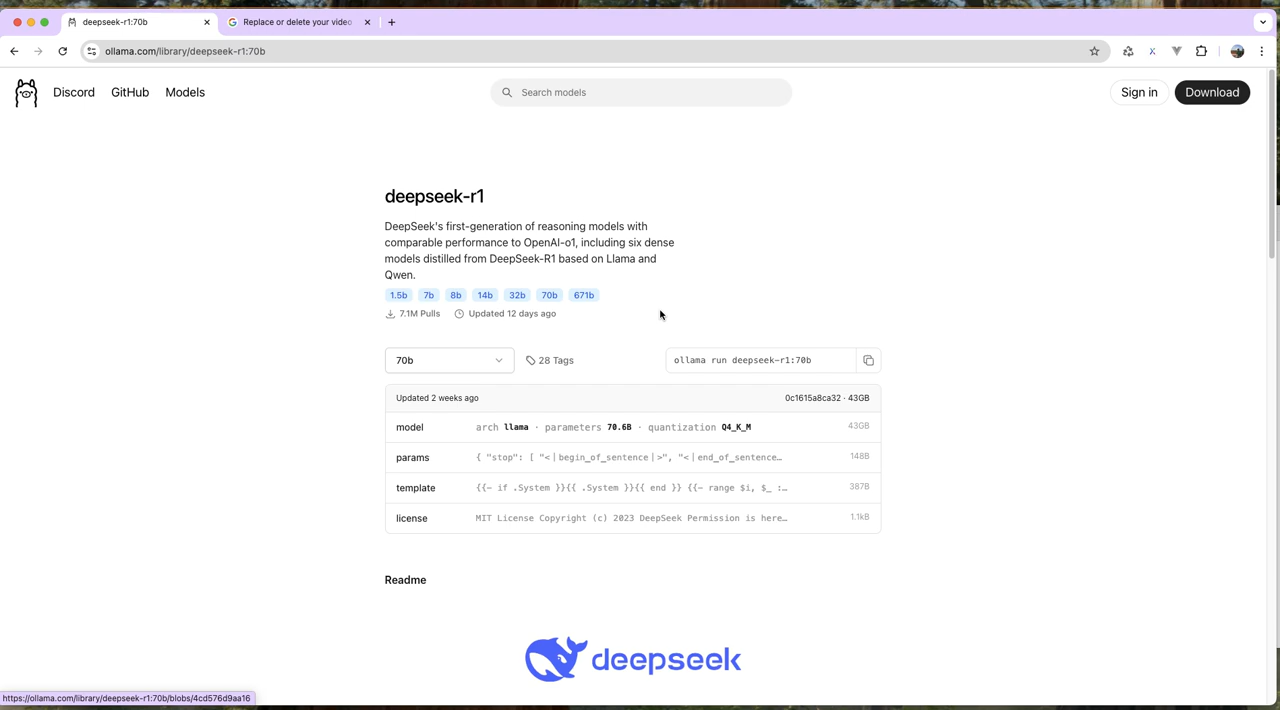 deepseek-r1:70b
Replace or delete your video
ollama.com/library/deepseek-r1:70b
X
Discord
GitHub
Models
Search models
Sign in
Download
deepseek-r1
DeepSeek's first-generation of reasoning models with
comparable performance to OpenAI-o1, including six dense
models distilled from DeepSeek-R1 based on Llama and
Qwen.
1.5b 7b 8b 14b 32b 70b 671b
7.1M Pulls Updated 12 days ago
70b
28 Tags
ollama run deepseek-r1:70b
Updated 2 weeks ago 0c1615a8ca32 · 43GB
model arch llama · parameters 70.6B · quantization Q4_K_M 43GB
params { "stop": [ "<|begin_of_sentence|>", "<|end_of_sentence… 148B
template {{- if .System }}{{ .System }}{{ end }} {{- range $i, $_ :… 387B
license MIT License Copyright (c) 2023 DeepSeek Permission is here… 1.1kB
Readme
deepseek
https://ollama.com/library/deepseek-r1:70b/blobs/4cd576d9aa16